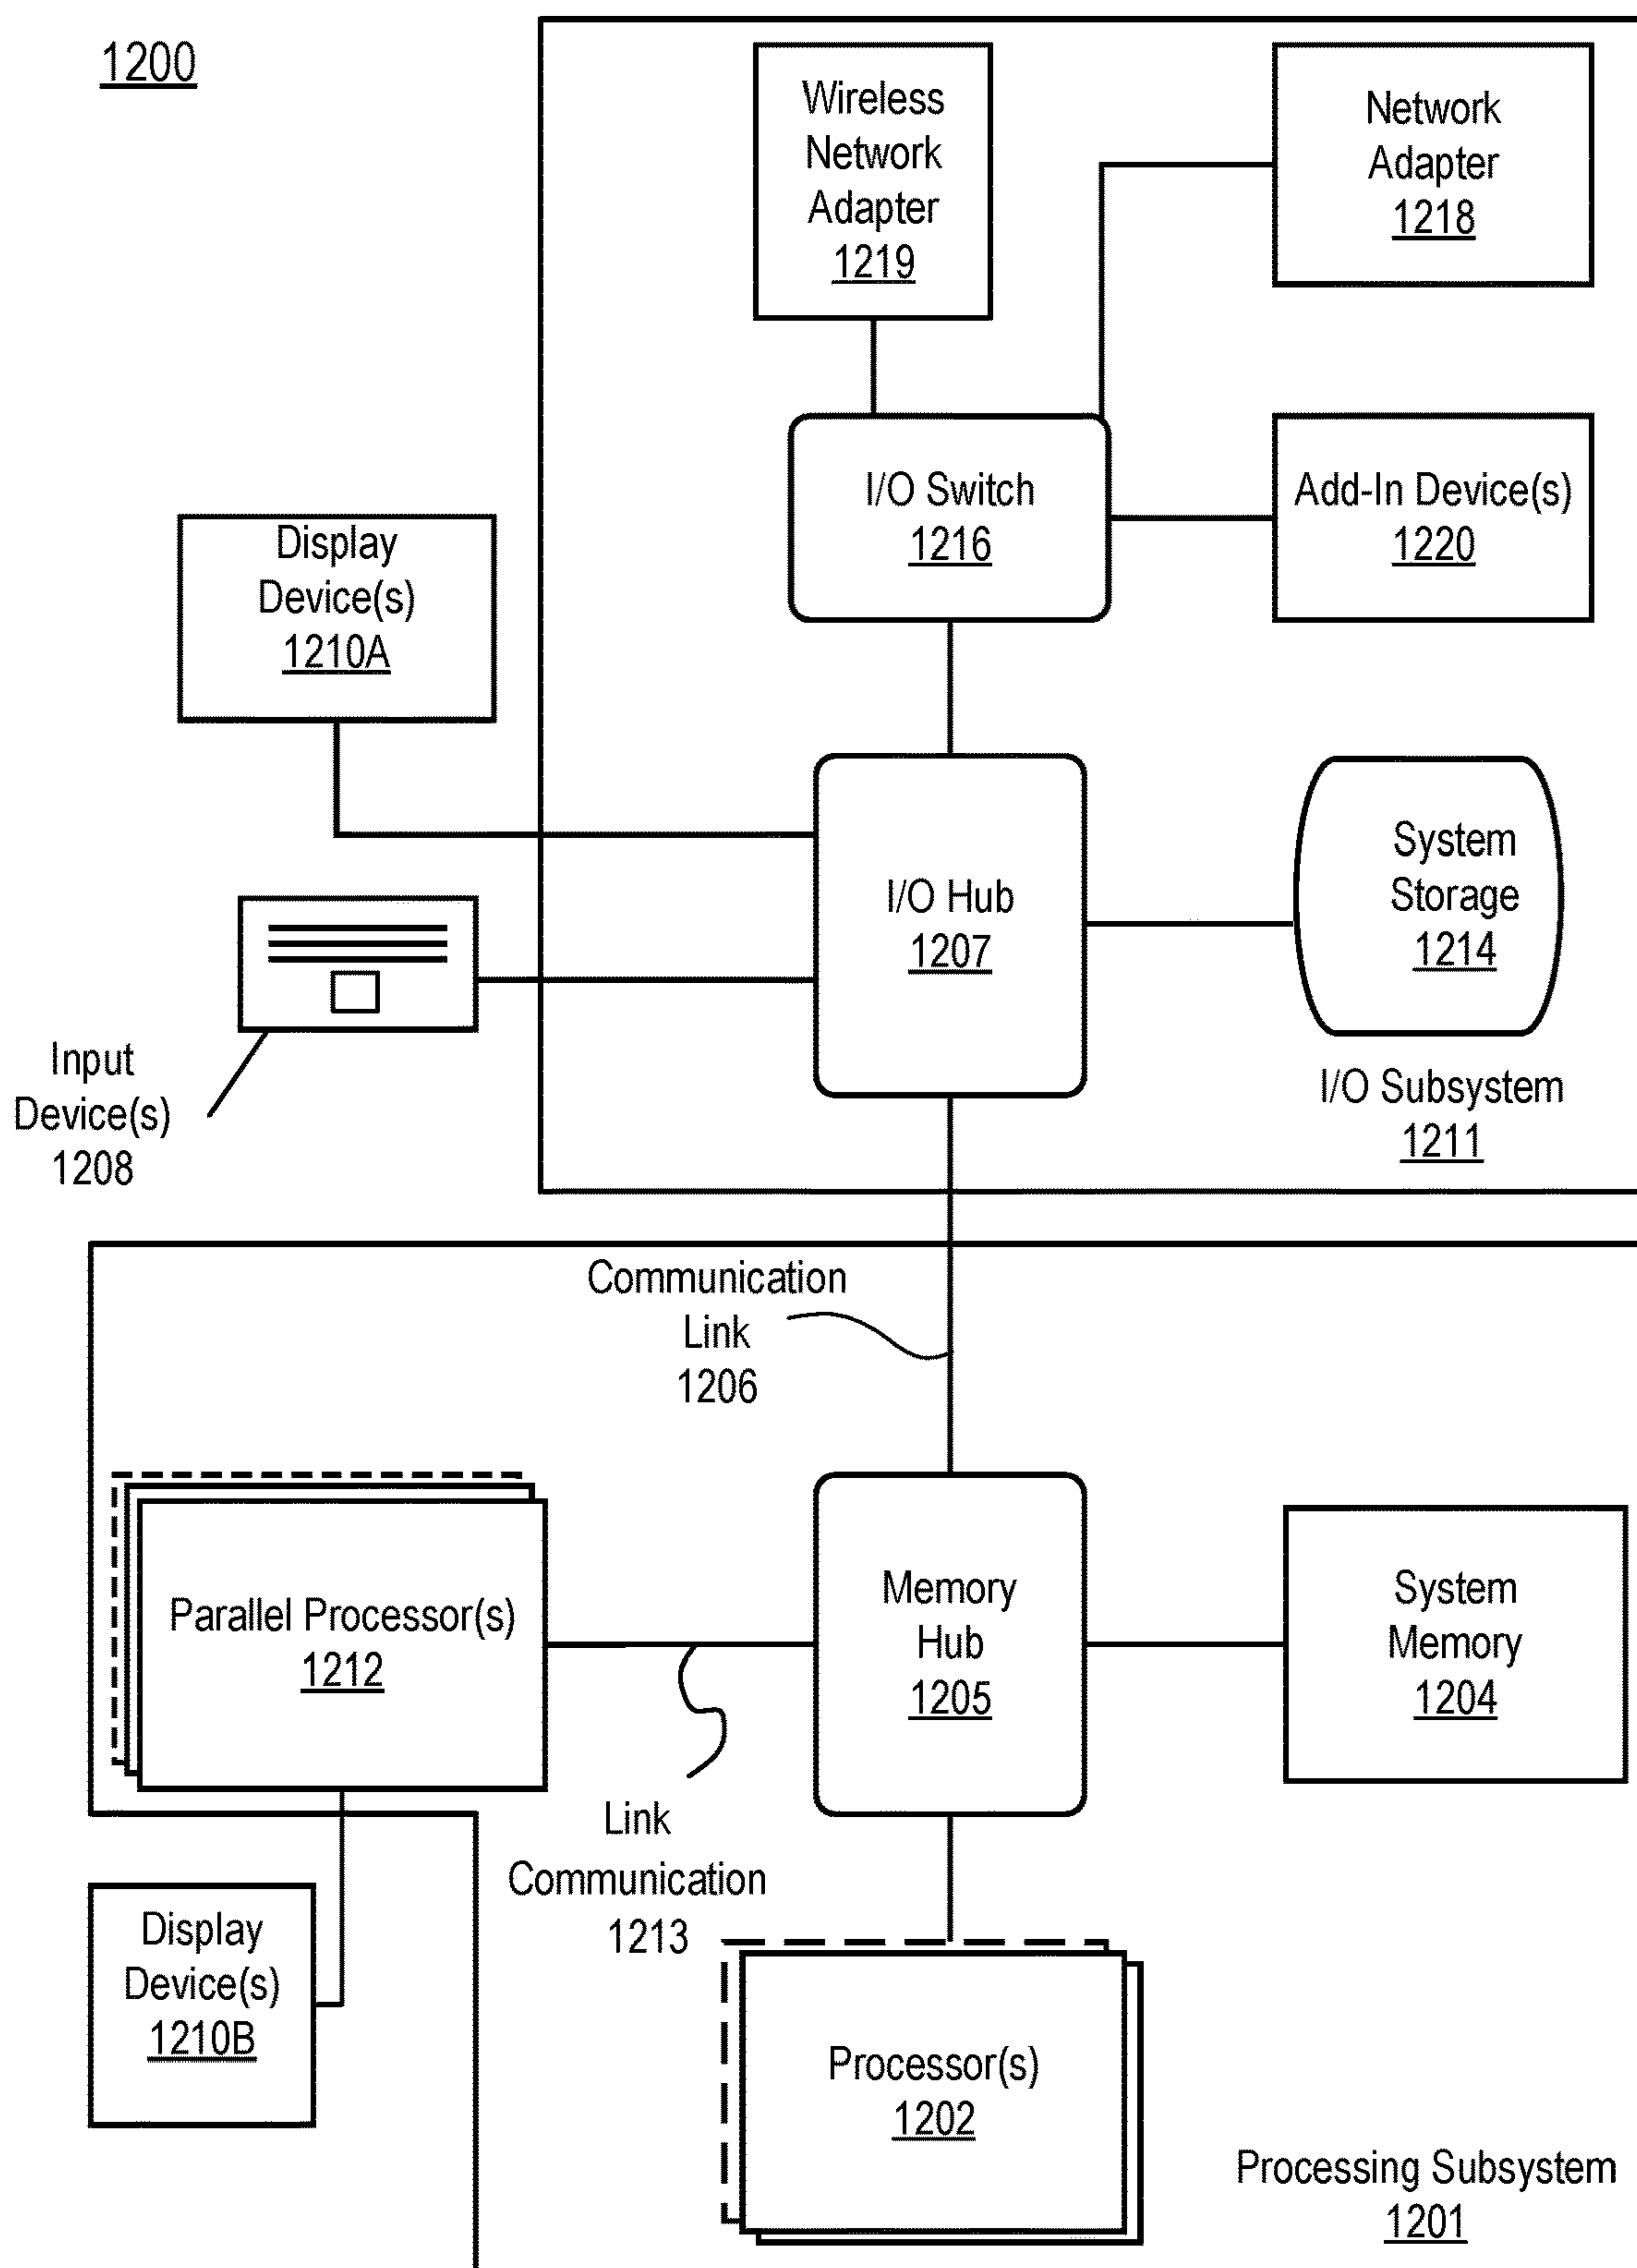 1200
Wireless
Network
Adapter
1219
Network
Adapter
1218
I/O Switch
1216
Add-In Device(s)
1220
Display
Device(s)
1210A
I/O Hub
1207
System
Storage
1214
Input
Device(s)
1208
I/O Subsystem
1211
Communication
Link
1206
Parallel Processor(s)
1212
Memory
Hub
1205
System
Memory
1204
Link
Communication
1213
Display
Device(s)
1210B
Processor(s)
1202
Processing Subsystem
1201